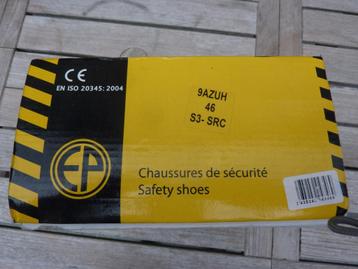 CE
EN ISO 20345: 2004
9AZUH
46
S3- SRC
EP
Chaussures de sécurité
Safety shoes